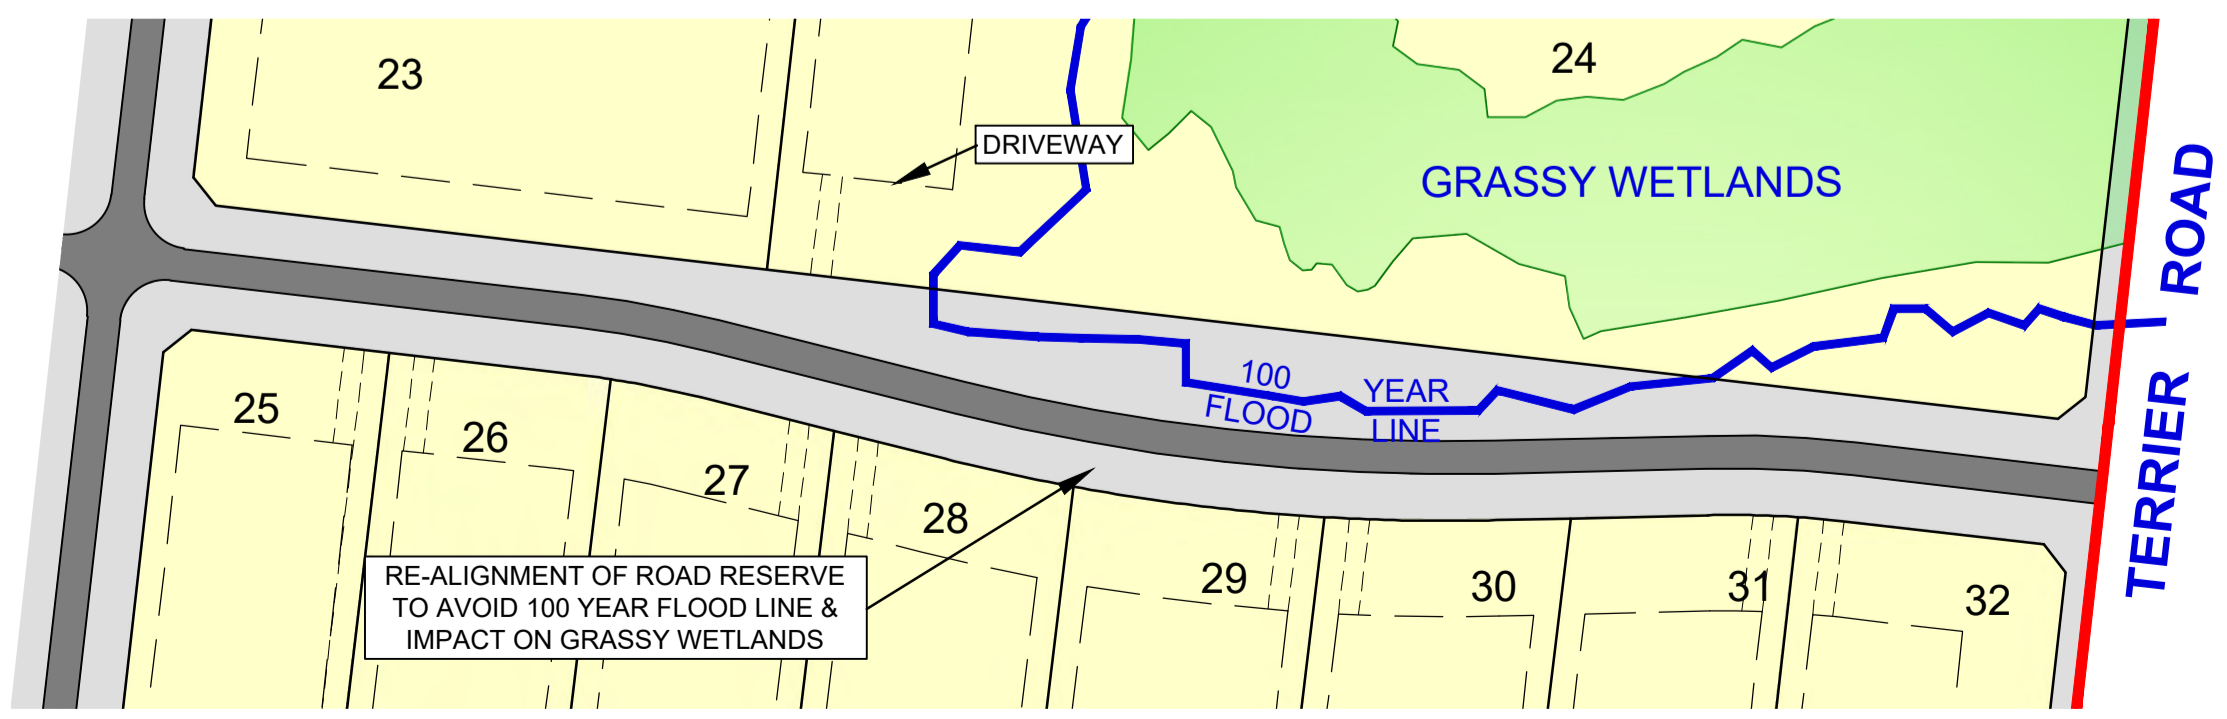 23
24
DRIVEWAY
GRASSY WETLANDS
TERRIER ROAD
100 YEAR
FLOOD LINE
25
26
27
28
29
30
31
32
RE-ALIGNMENT OF ROAD RESERVE
TO AVOID 100 YEAR FLOOD LINE &
IMPACT ON GRASSY WETLANDS